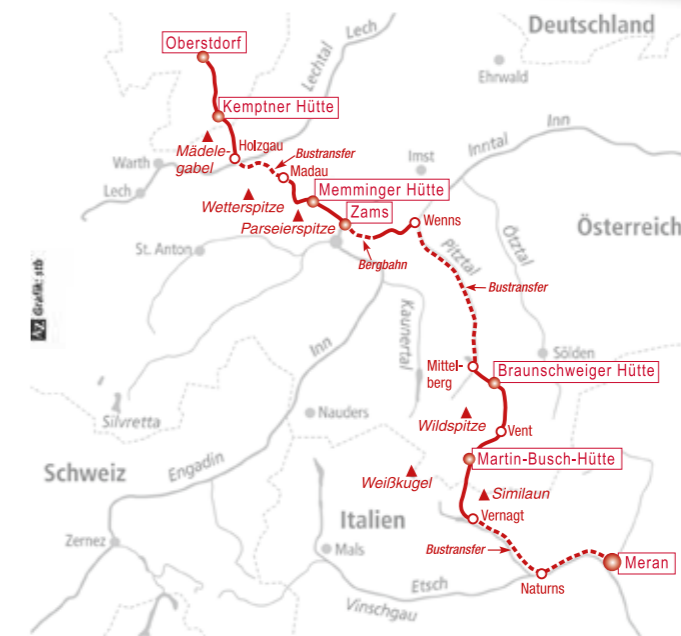 Deutschland
Lech
Oberstdorf
Lechtal
Ehrwald
Kemptner Hütte
Inn
Holzgau
Mädele-
gabel
Bustransfer
Inntal
Warth
Imst
Madau
Lech
Memminger Hütte
Wetterspitze
Zams
Parseierspitze
Wenns
Österreich
St. Anton
Pitztal
Ötztal
Bergbahn
AZ Grafik: stb
Bustransfer
Kaunertal
Inn
Sölden
Mittel-
berg
Braunschweiger Hütte
Silvretta
Nauders
Wildspitze
Vent
Martin-Busch-Hütte
Schweiz
Engadin
Weißkugel
Similaun
Italien
Vernagt
Zernez
Mals
Bustransfer
Meran
Etsch
Naturns
Vinschgau